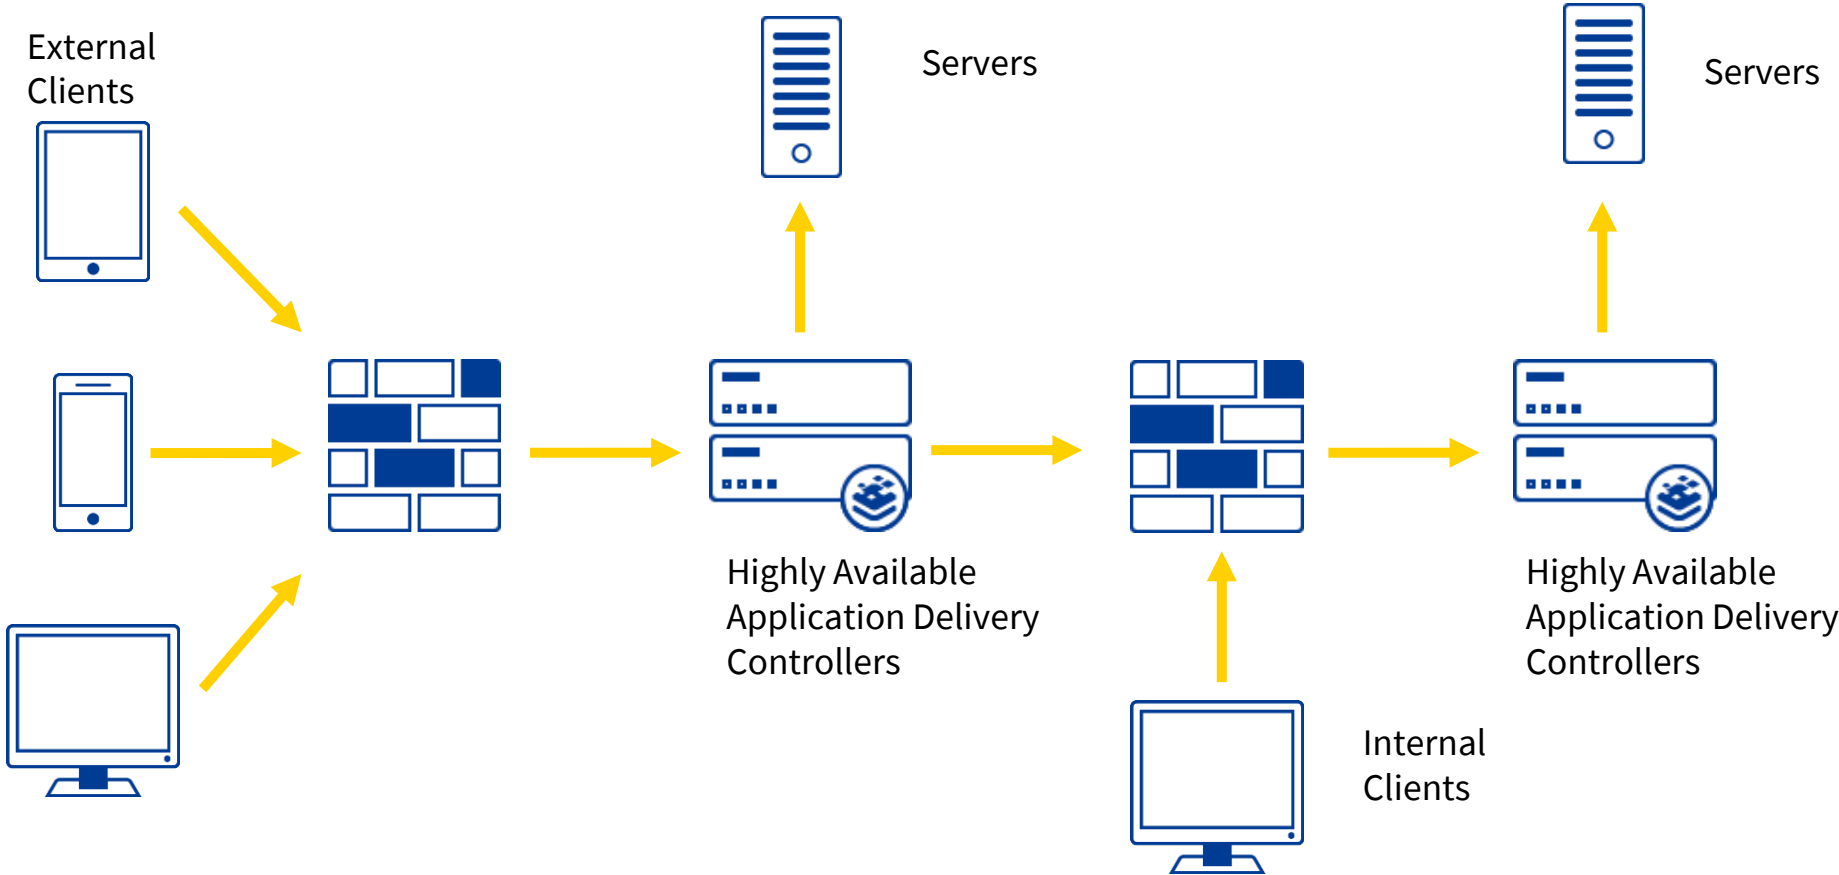 External
Clients
Servers
Servers
Highly Available
Application Delivery
Controllers
Highly Available
Application Delivery
Controllers
Internal
Clients